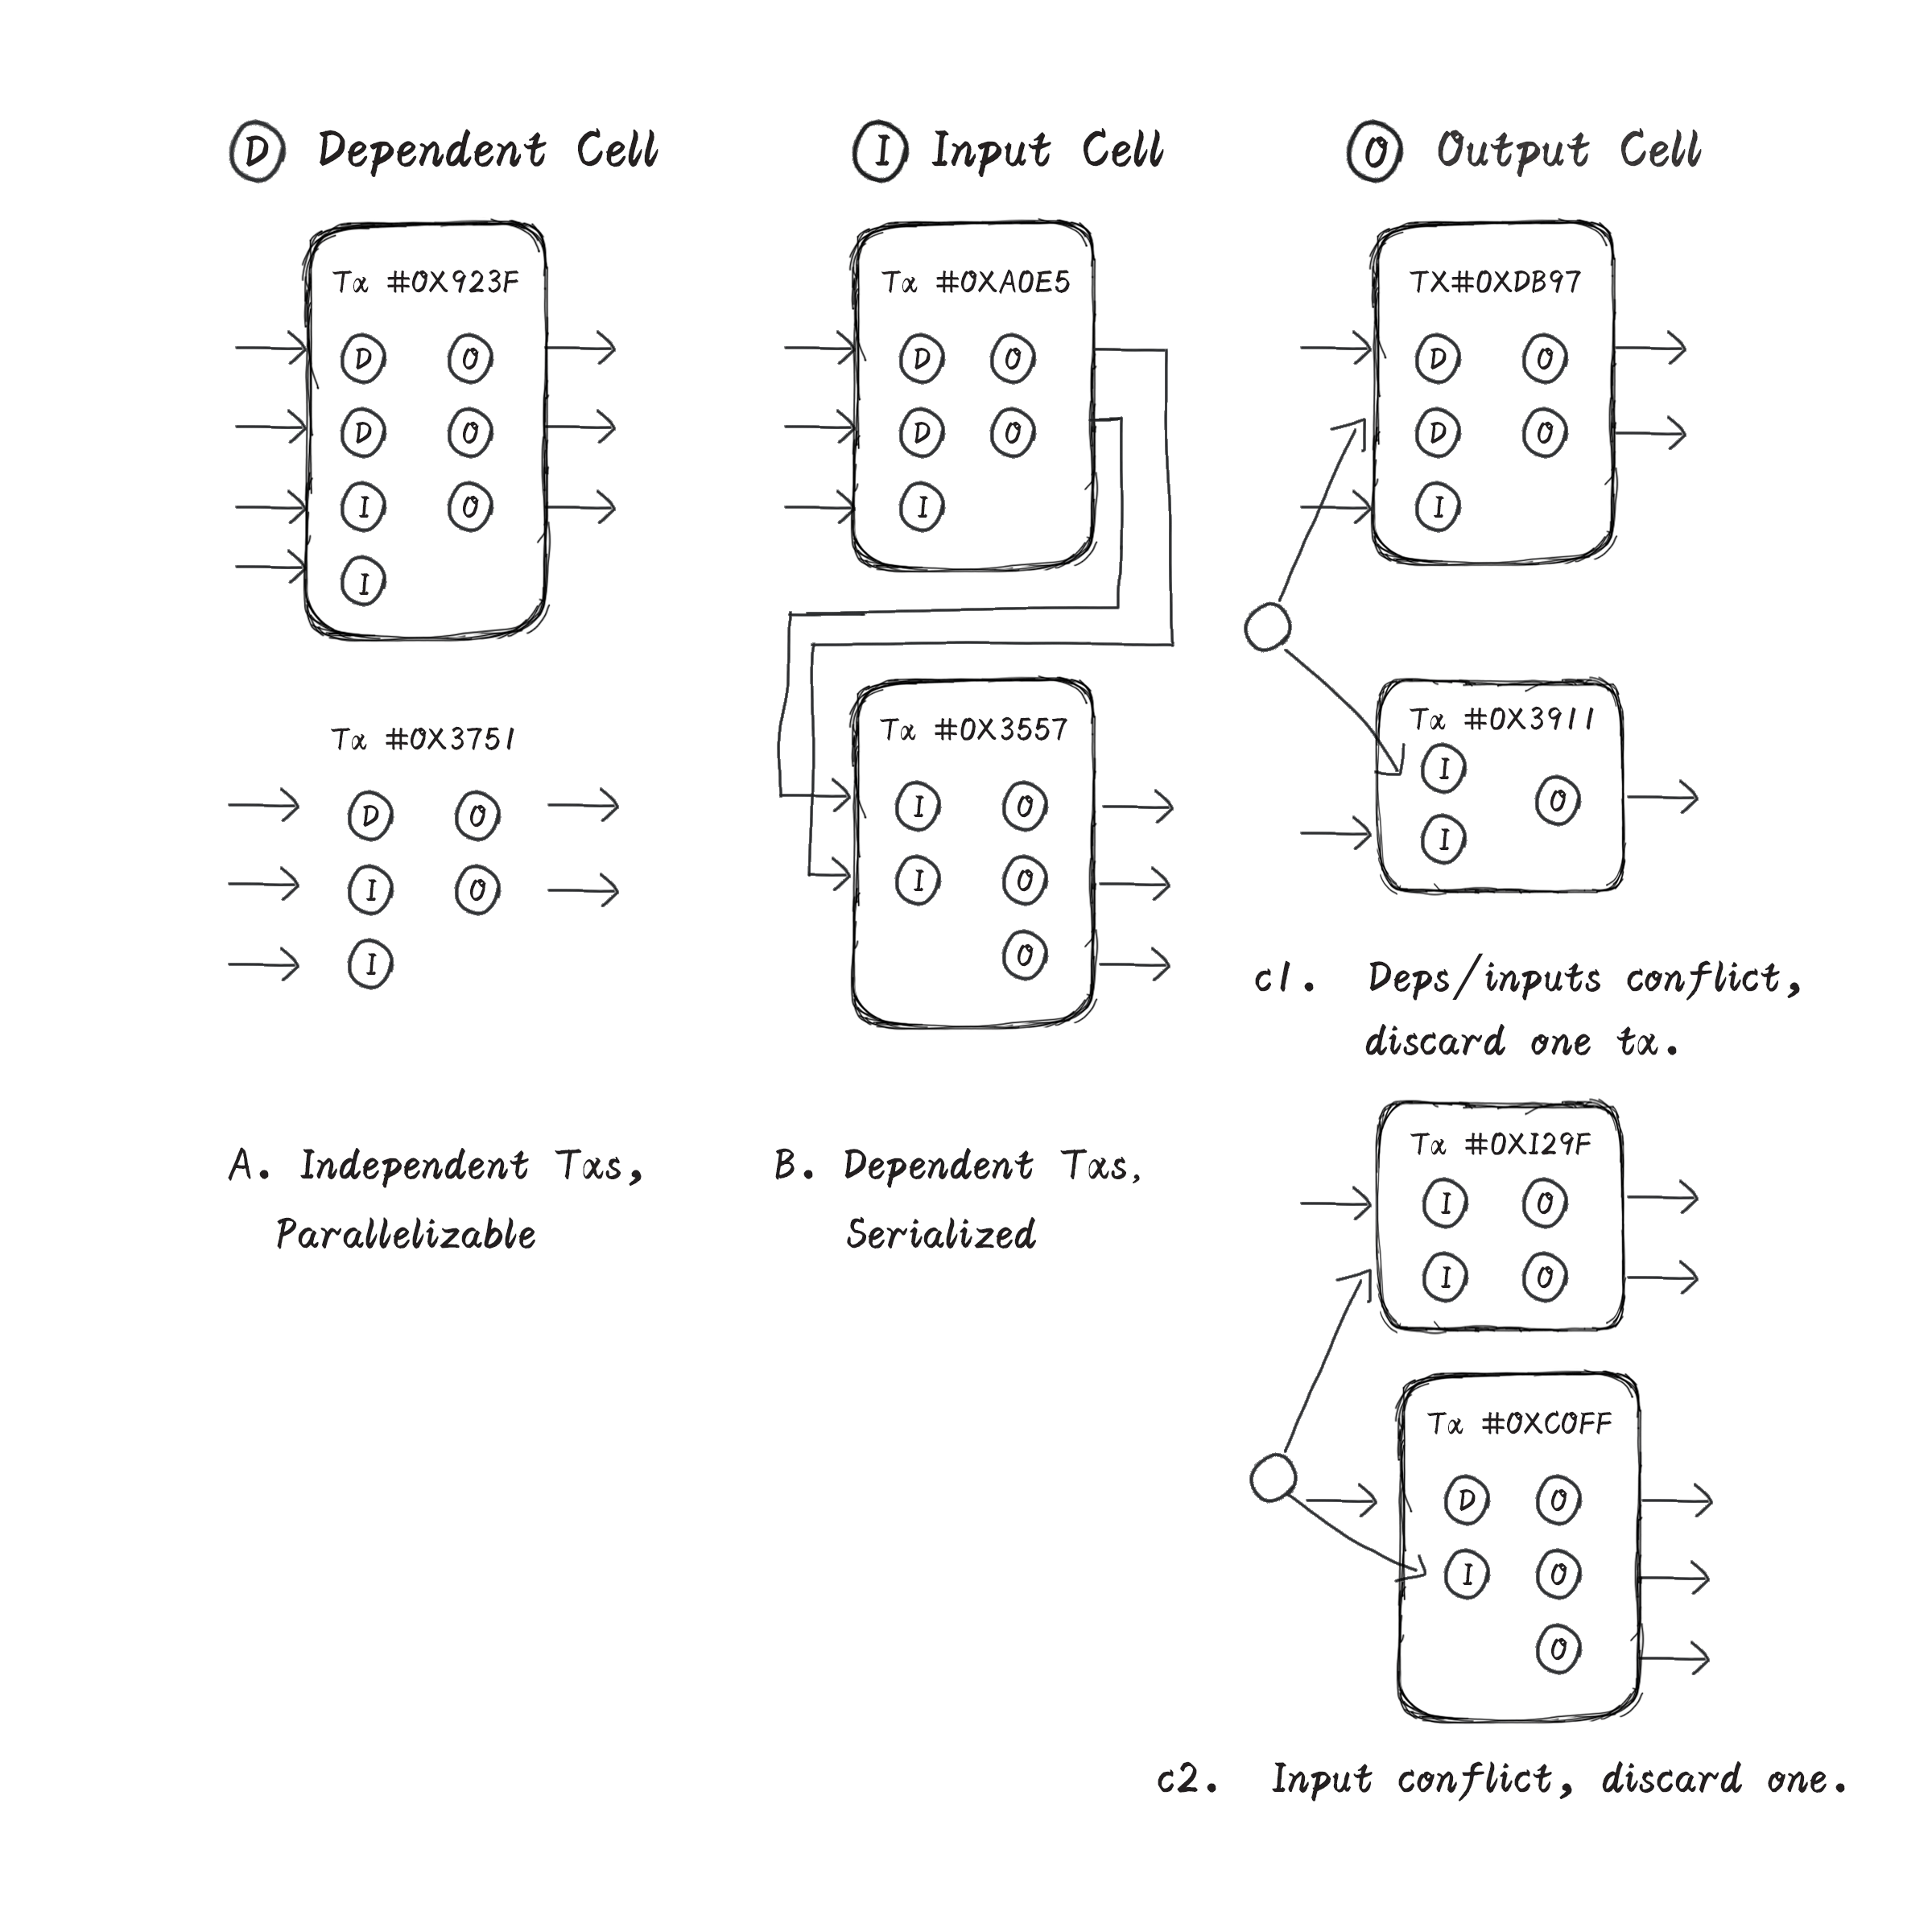 D Dependent Cell
I Input Cell
O Output Cell
Tx #0X923F
D O
D O
I O
I
Tx #0X3751
D O
I O
I
A. Independent Txs,
Parallelizable
Tx #0XA0E5
D O
D O
I
Tx #0X3557
I O
I O
O
B. Dependent Txs,
Serialized
TX#0XDB97
D O
D O
I
Tx #0X3911
I
O
I
c1. Deps/inputs conflict,
discard one tx.
Tx #0XI29F
I O
I O
Tx #0XC0FF
D O
I O
O
c2. Input conflict, discard one.